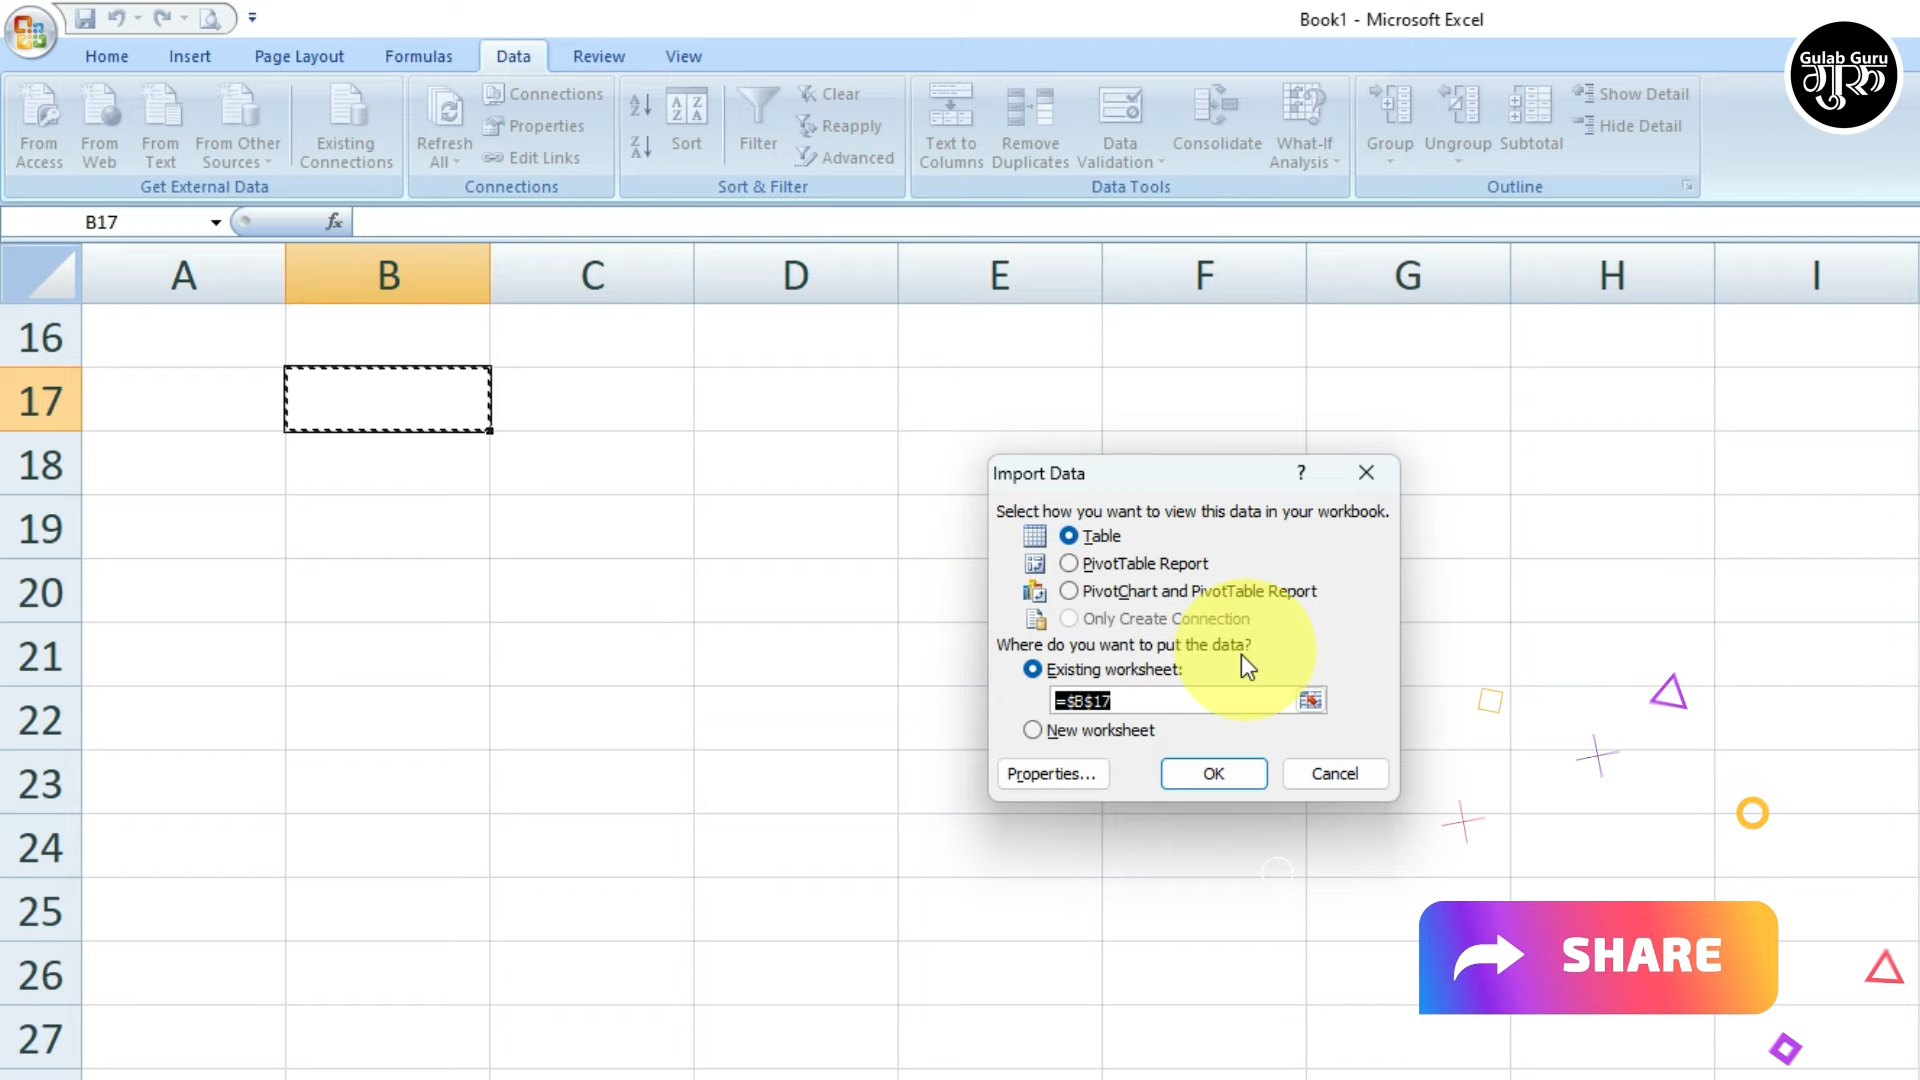 Book1 - Microsoft Excel
Gulab Guru
गुरू
Home Insert Page Layout Formulas Data Review View
From Access
From Web
From Text
From Other Sources
Existing Connections
Get External Data
Refresh All
Connections
Properties
Edit Links
Connections
A Z
Z A
A Z
Z A
Sort
Filter
Clear
Reapply
Advanced
Sort & Filter
Text to Columns
Remove Duplicates
Data Validation
Consolidate
What-If Analysis
Data Tools
Group
Ungroup
Subtotal
Show Detail
Hide Detail
Outline
B17 fx
A B C D E F G H I
16
17
18
19
20
21
22
23
24
25
26
27
Import Data ?
Select how you want to view this data in your workbook.
Table
PivotTable Report
PivotChart and PivotTable Report
Only Create Connection
Where do you want to put the data?
Existing worksheet:
=$B$17
New worksheet
Properties... OK Cancel
SHARE